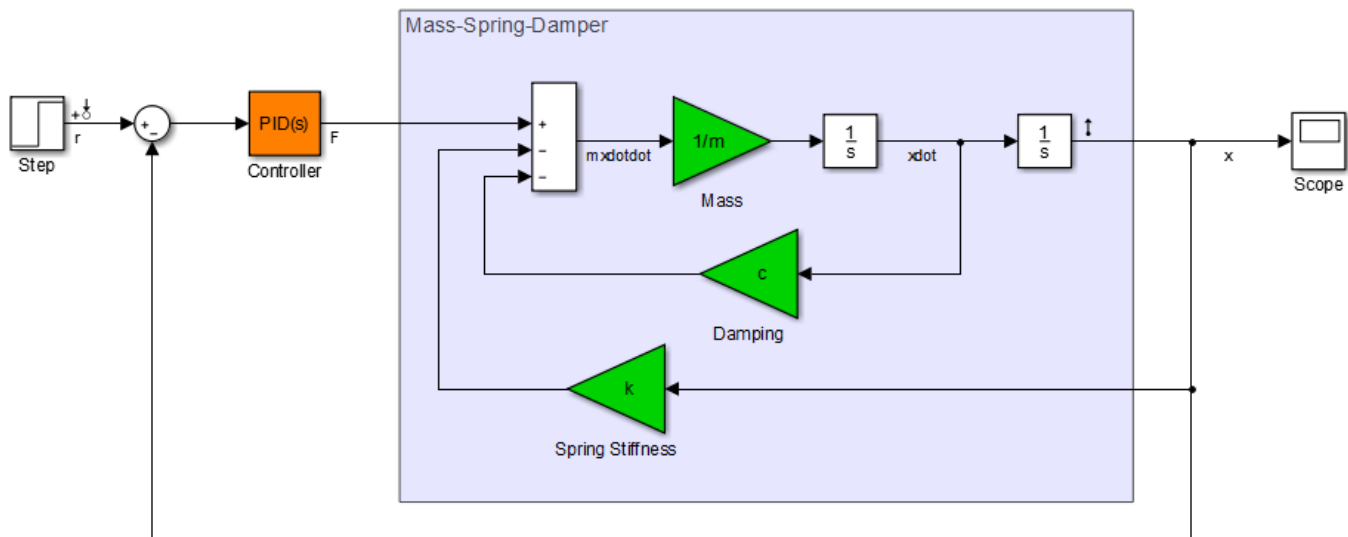 Mass-Spring-Damper
+
r
Step
+
−
PID(s)
F
Controller
+
−
−
mxdotdot
1/m
Mass
1
s
xdot
1
s
x
Scope
c
Damping
k
Spring Stiffness